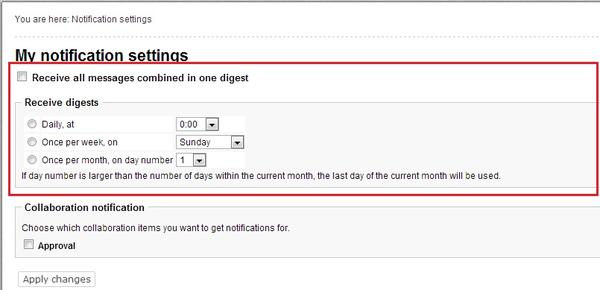 You are here: Notification settings
My notification settings
Receive all messages combined in one digest
Receive digests
Daily, at 0:00
Once per week, on Sunday
Once per month, on day number 1
If day number is larger than the number of days within the current month, the last day of the current month will be used.
Collaboration notification
Choose which collaboration items you want to get notifications for.
Approval
Apply changes